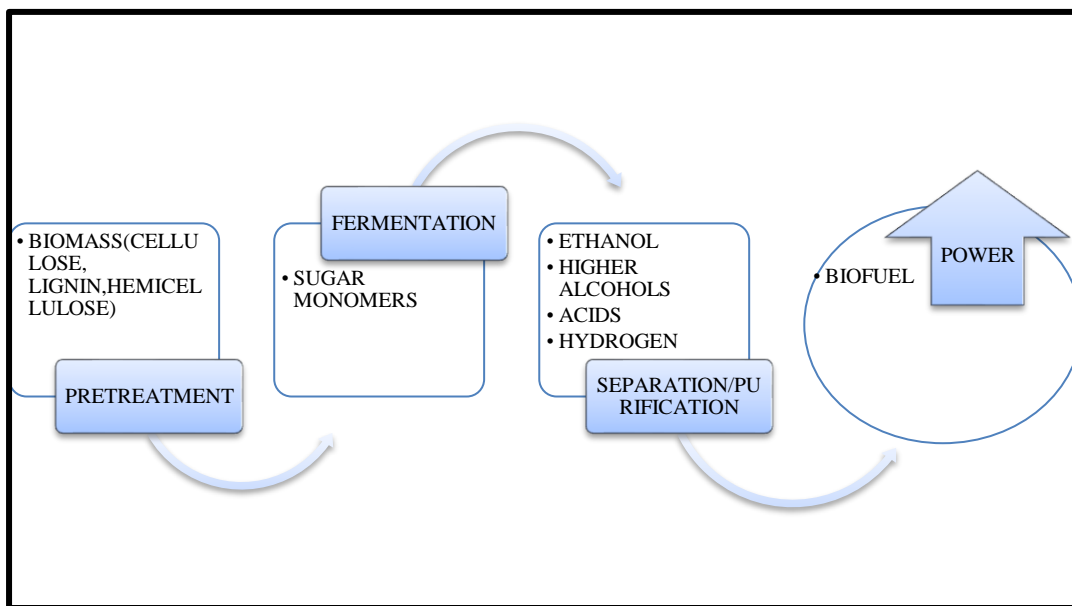 • BIOMASS(CELLU
LOSE,
LIGNIN,HEMICEL
LULOSE)
PRETREATMENT
FERMENTATION
• SUGAR
MONOMERS
• ETHANOL
• HIGHER
ALCOHOLS
• ACIDS
• HYDROGEN
SEPARATION/PU
RIFICATION
• BIOFUEL
POWER